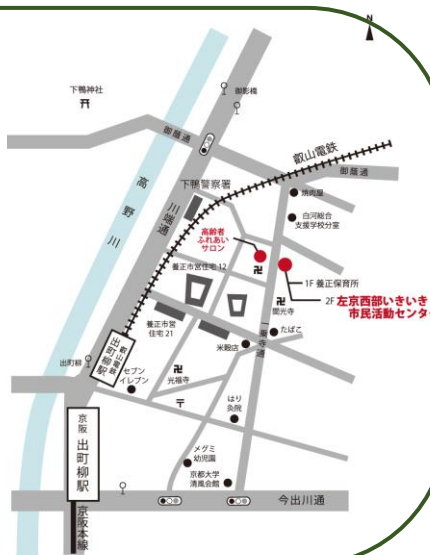 N
下鴨神社
御影橋
御蔭通
叡山電鉄
御蔭通
高野川
川端通
下鴨警察署
焼肉屋
白河総合
支援学校分室
高齢者
ふれあい
サロン
養正市営住宅 12
1F 養正保育所
2F 左京西部いきいき
市民活動センタ
聞光寺
養正市営
住宅 21
たばこ
米穀店
一乗寺通
出町柳
叡山電鉄
出町柳駅
セブン
イレブン
光福寺
はり
灸院
京阪 出町柳駅
メグミ
幼児園
京都大学
清風会館
今出川通
京阪本線